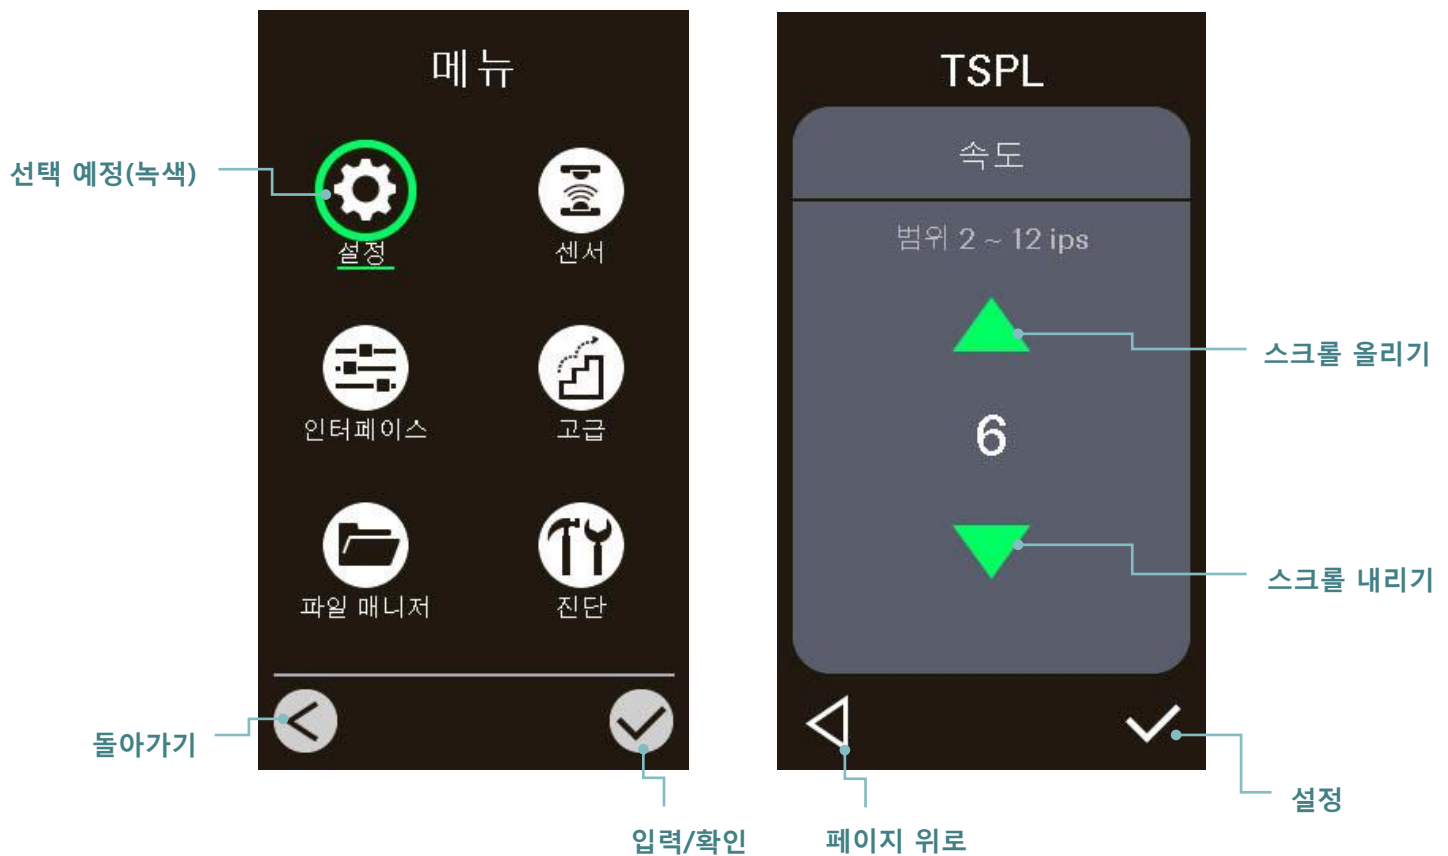 메뉴
선택 예정(녹색)
설정
센서
인터페이스
고급
파일 매니저
진단
돌아가기
입력/확인
TSPL
속도
범위 2 ~ 12 ips
스크롤 올리기
6
스크롤 내리기
페이지 위로
설정